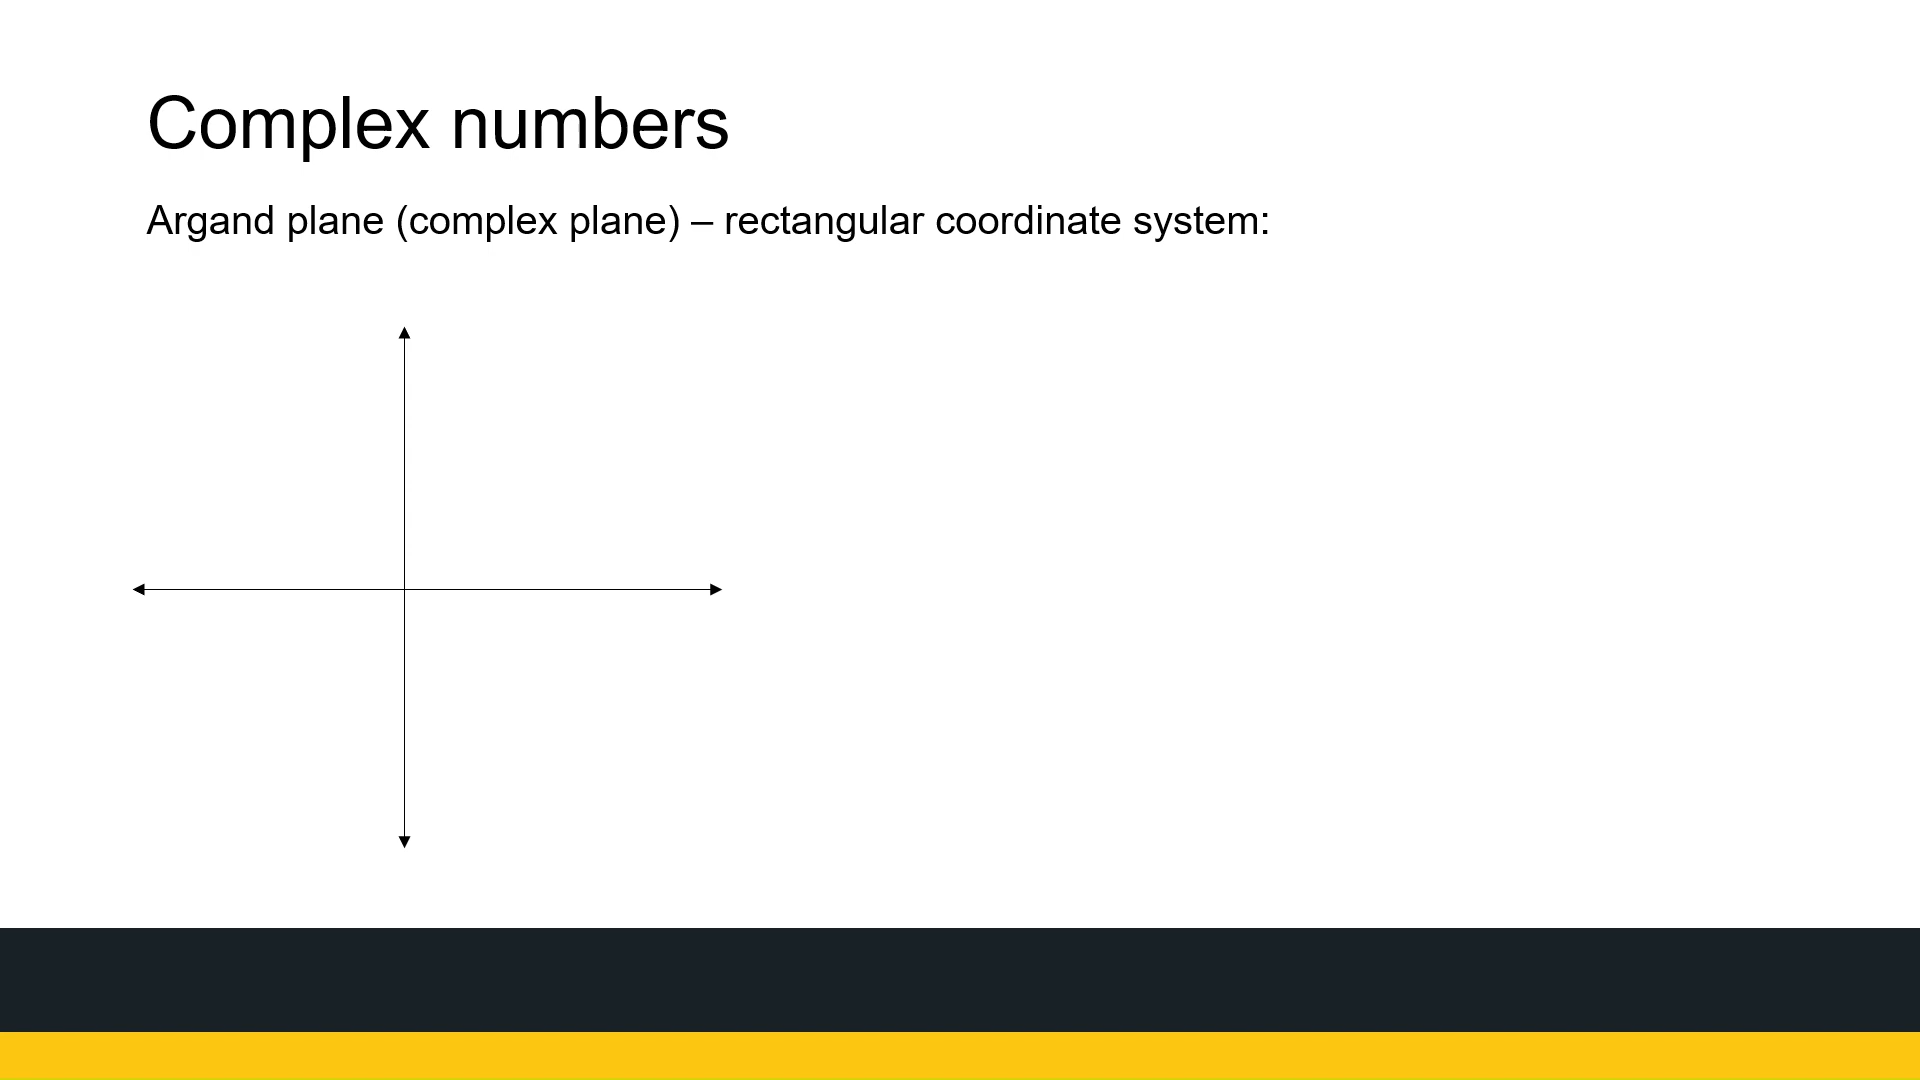 Complex numbers
Argand plane (complex plane) – rectangular coordinate system: